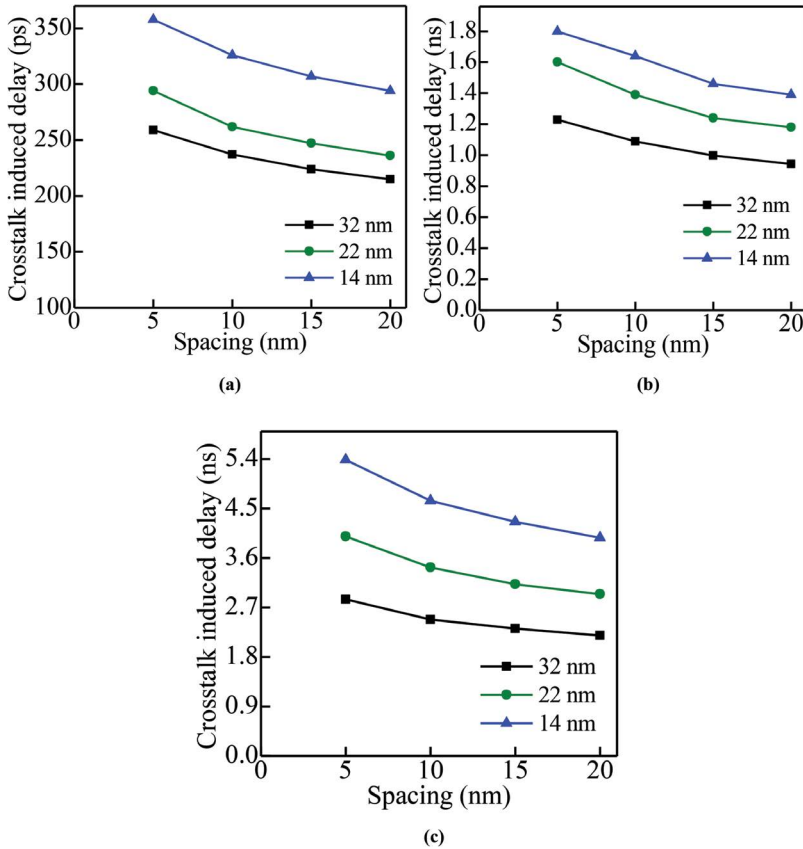 Crosstalk induced delay (ps)
350
300
250
200
150
100
0
5
10
15
20
Spacing (nm)
32 nm
22 nm
14 nm
(a)
Crosstalk induced delay (ns)
1.8
1.6
1.4
1.2
1.0
0.8
0.6
0.4
0.2
0.0
0
5
10
15
20
Spacing (nm)
32 nm
22 nm
14 nm
(b)
Crosstalk induced delay (ns)
5.4
4.5
3.6
2.7
1.8
0.9
0.0
0
5
10
15
20
Spacing (nm)
32 nm
22 nm
14 nm
(c)